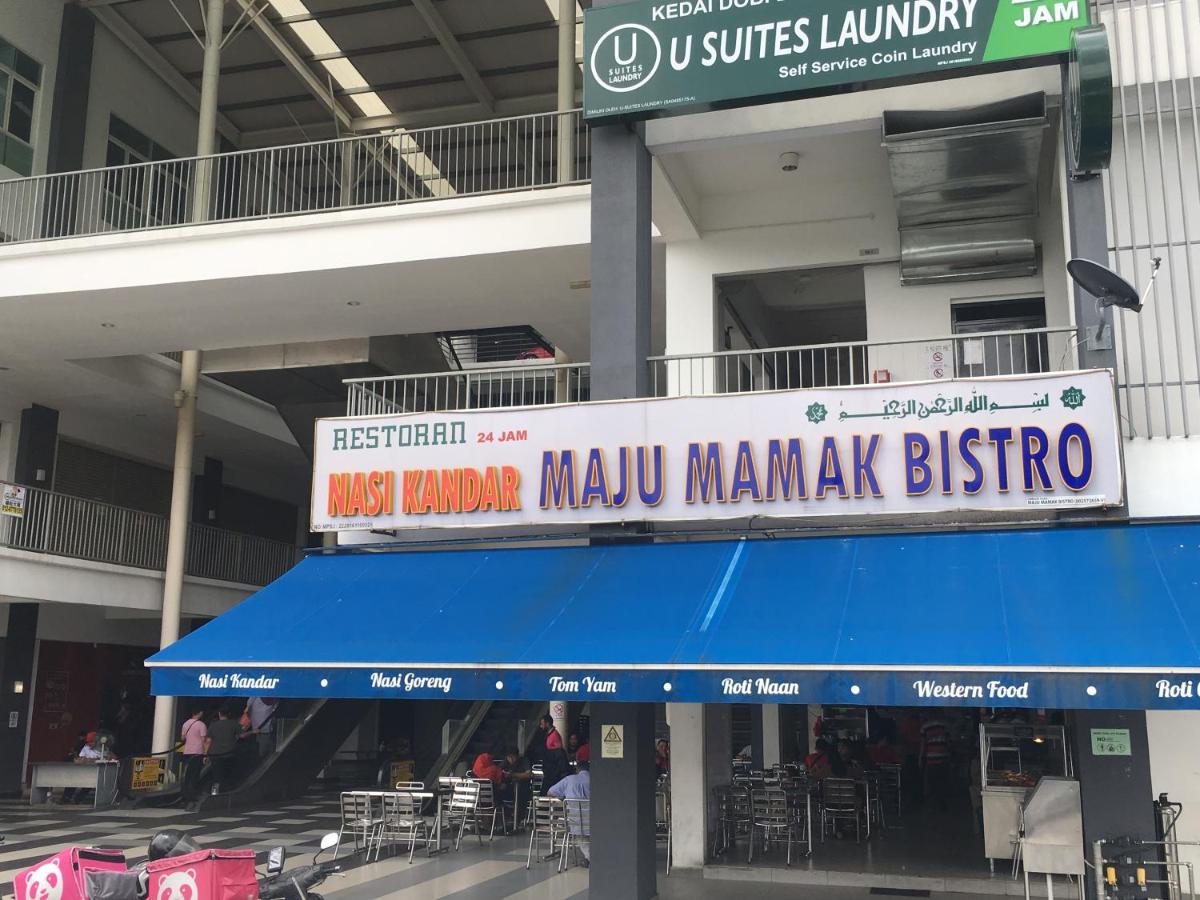 KEDAI
U SUITES LAUNDRY
JAM
U
SUITES
LAUNDRY
Self Service Coin Laundry
RESTORAN 24 JAM
بسم الله الرحمن الرحيم
NASI KANDAR MAJU MAMAK BISTRO
Nasi Kandar • Nasi Goreng • Tom Yam • Roti Naan • Western Food • Roti